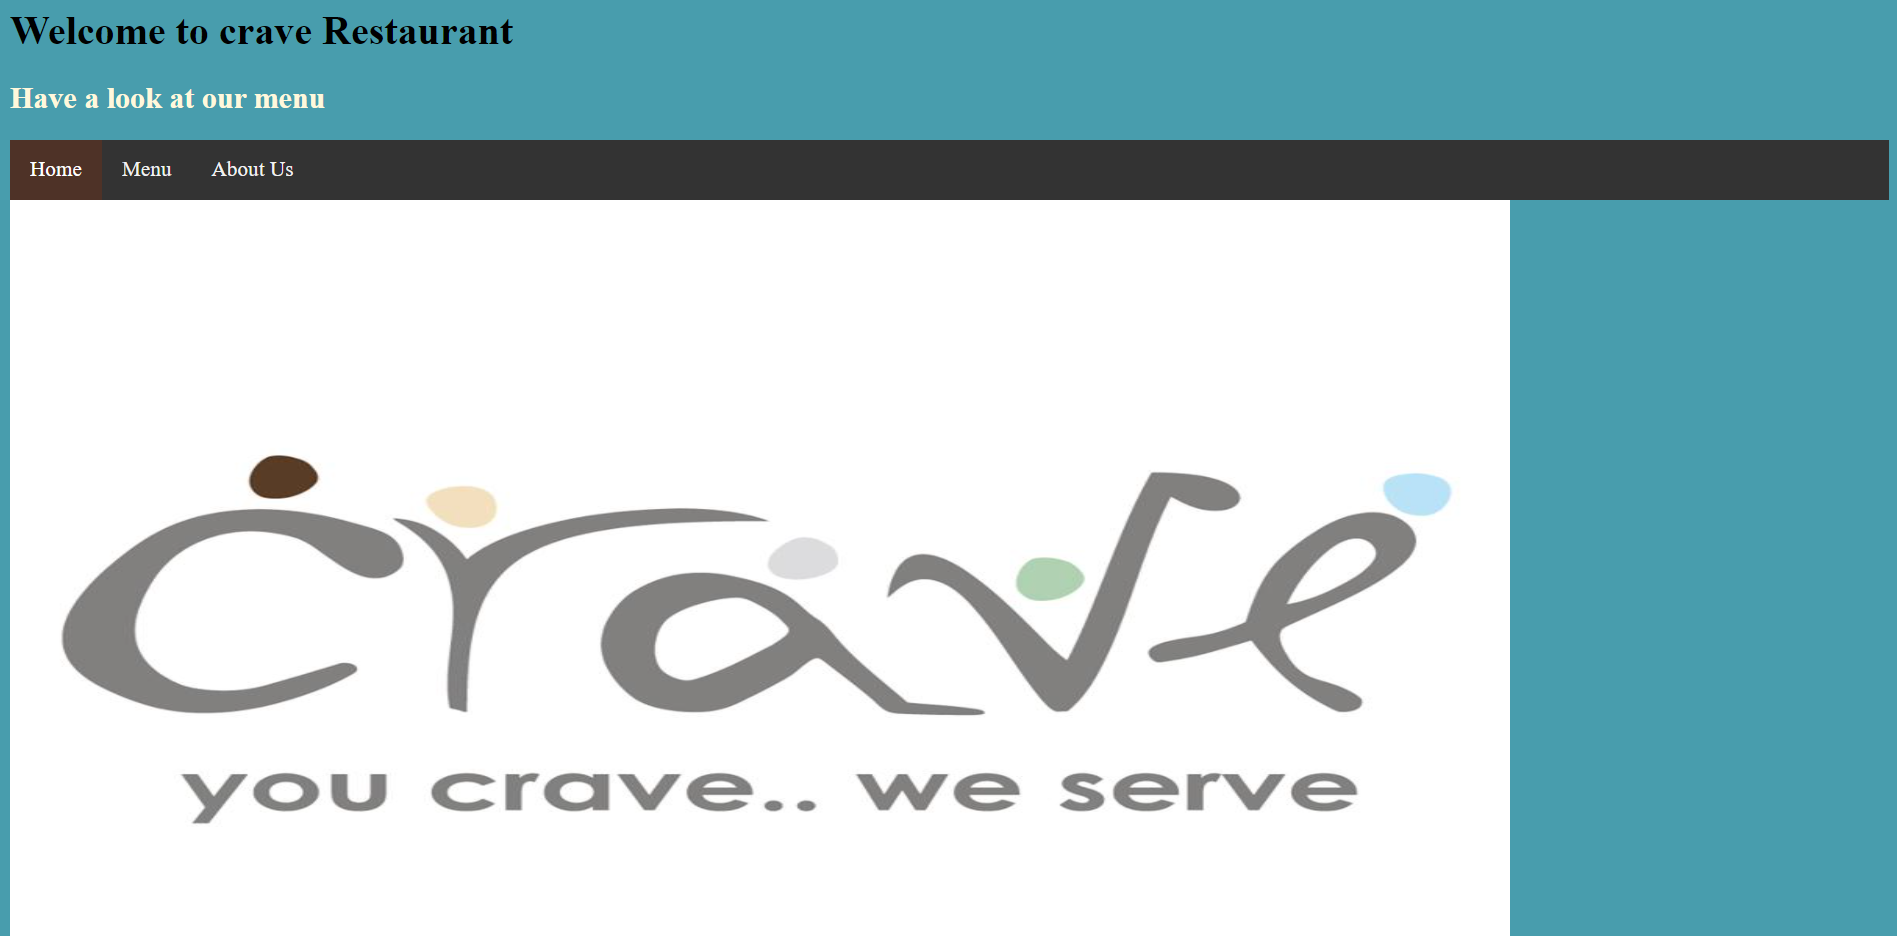 Welcome to crave Restaurant
Have a look at our menu
Home Menu About Us
crave
you crave.. we serve